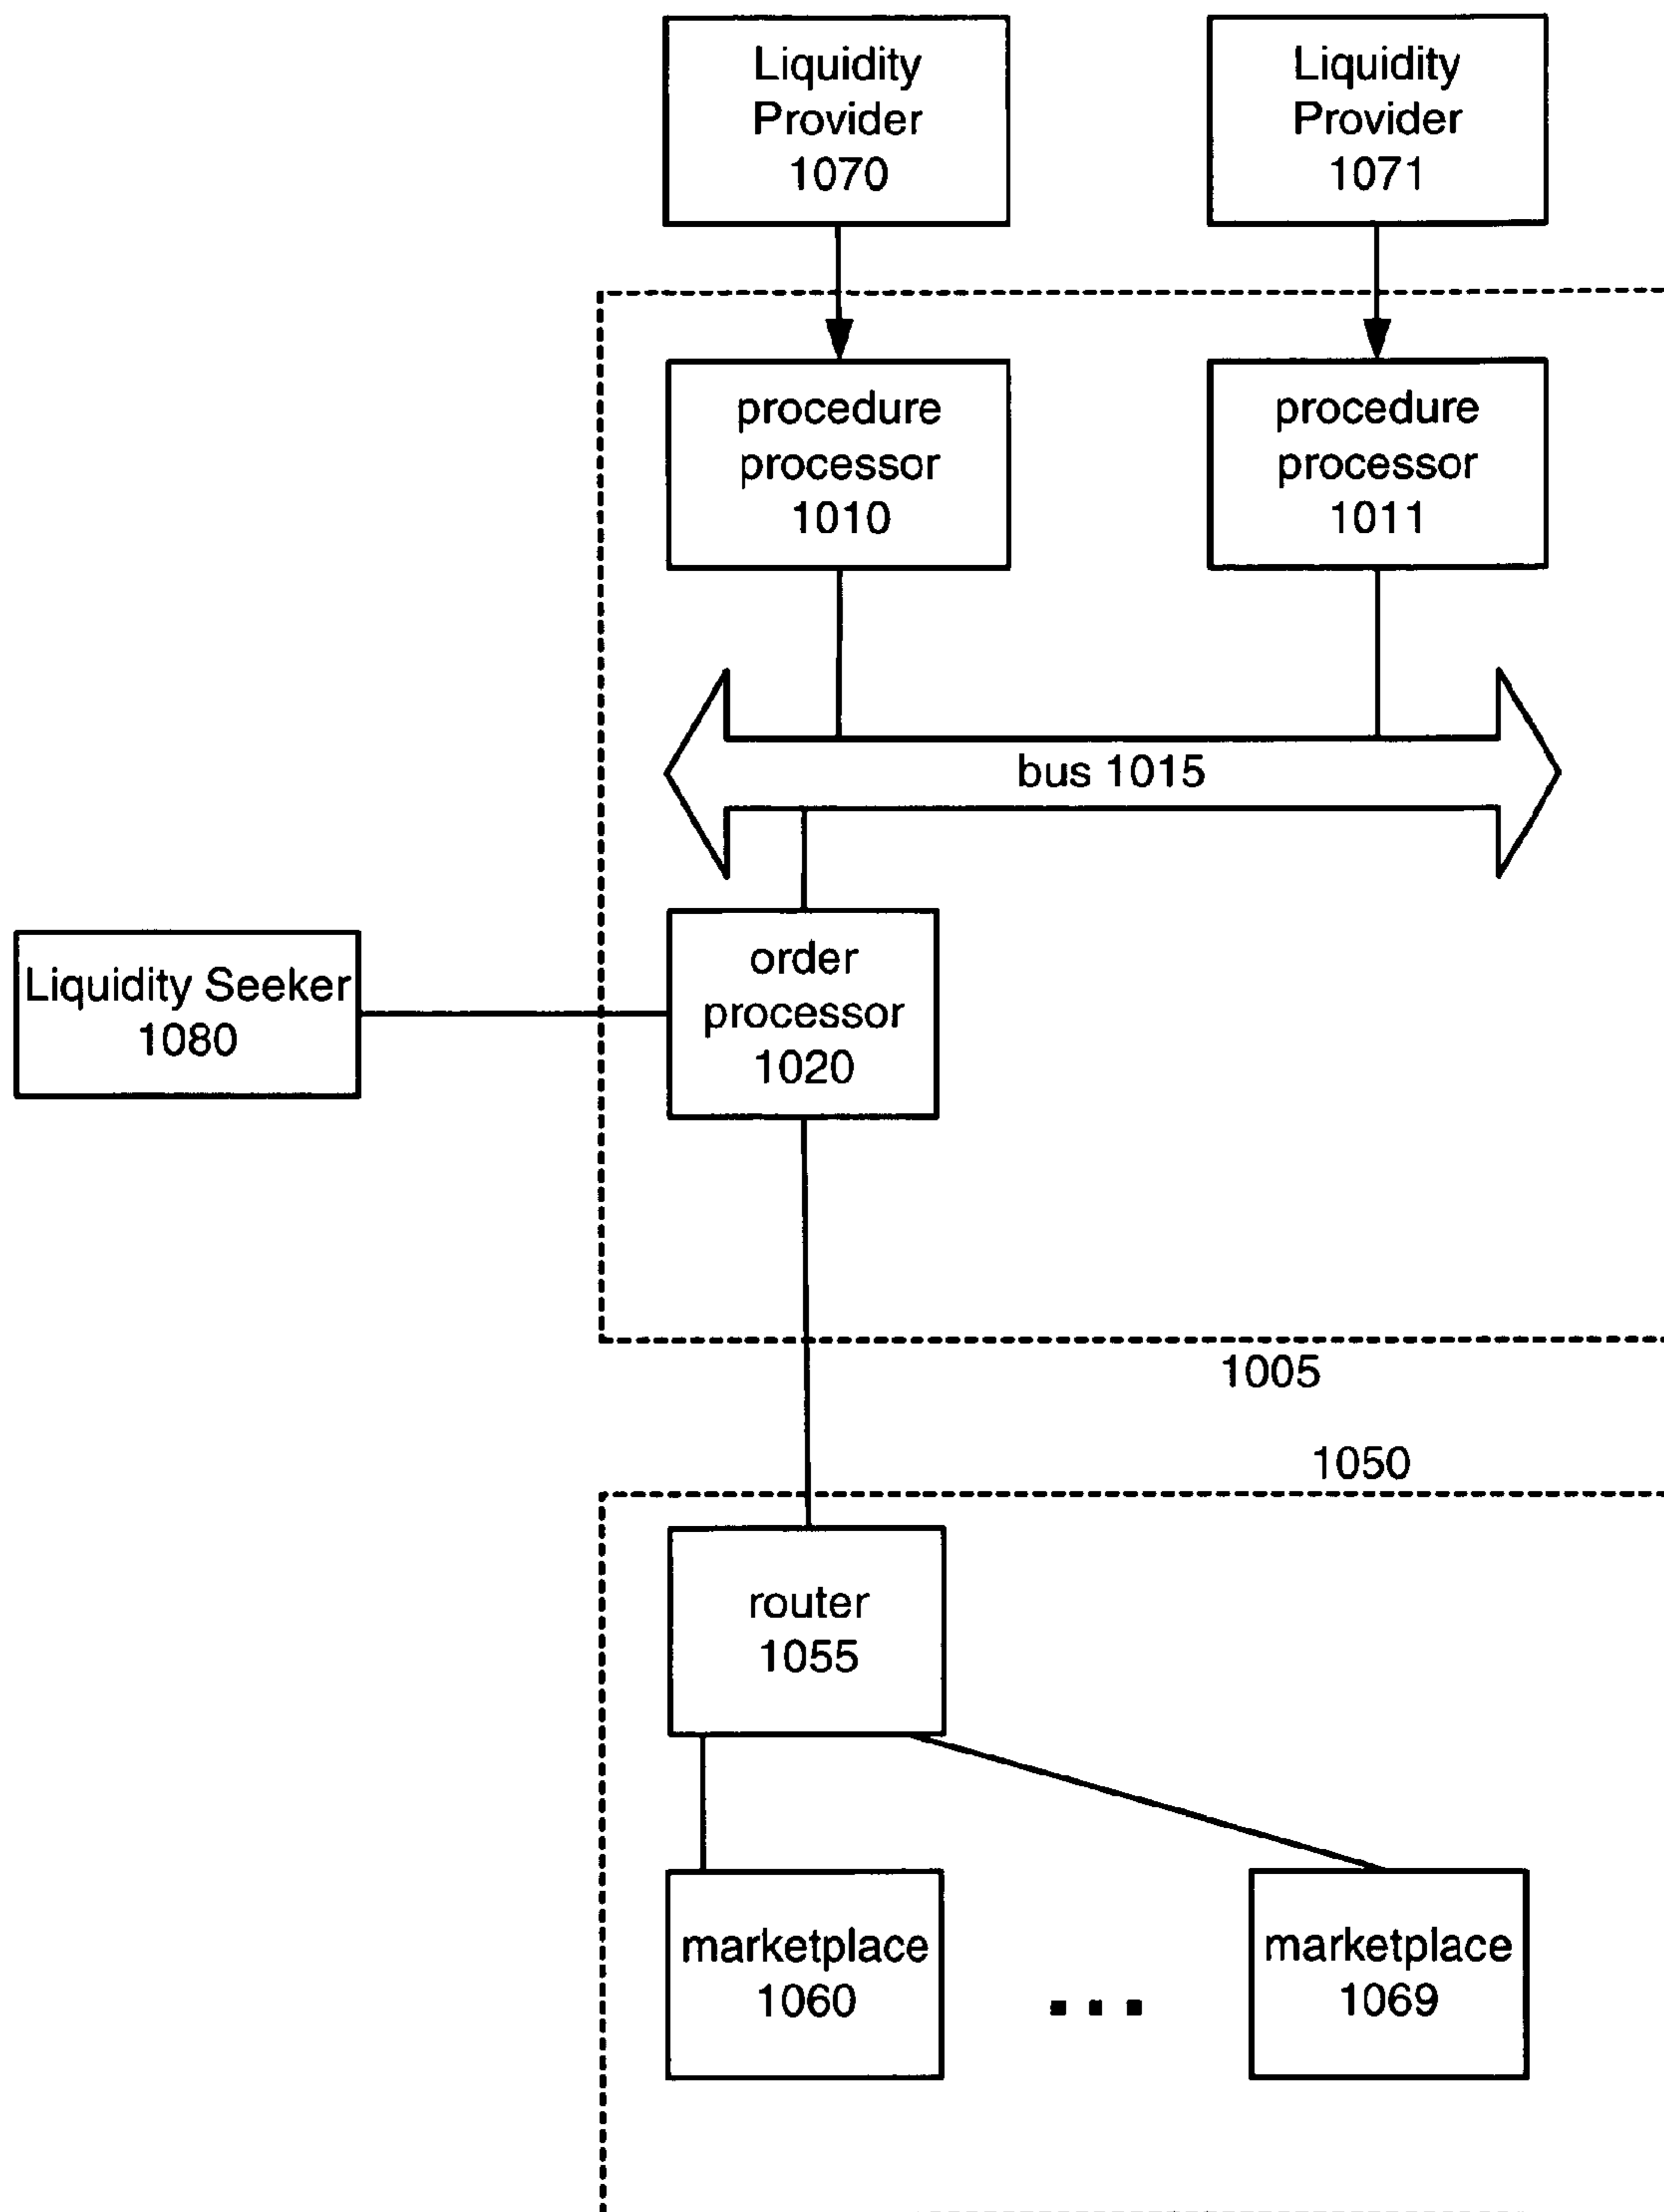 Liquidity
Provider
1070
Liquidity
Provider
1071
procedure
processor
1010
procedure
processor
1011
bus 1015
order
processor
1020
Liquidity Seeker
1080
1005
1050
router
1055
marketplace
1060
...
marketplace
1069